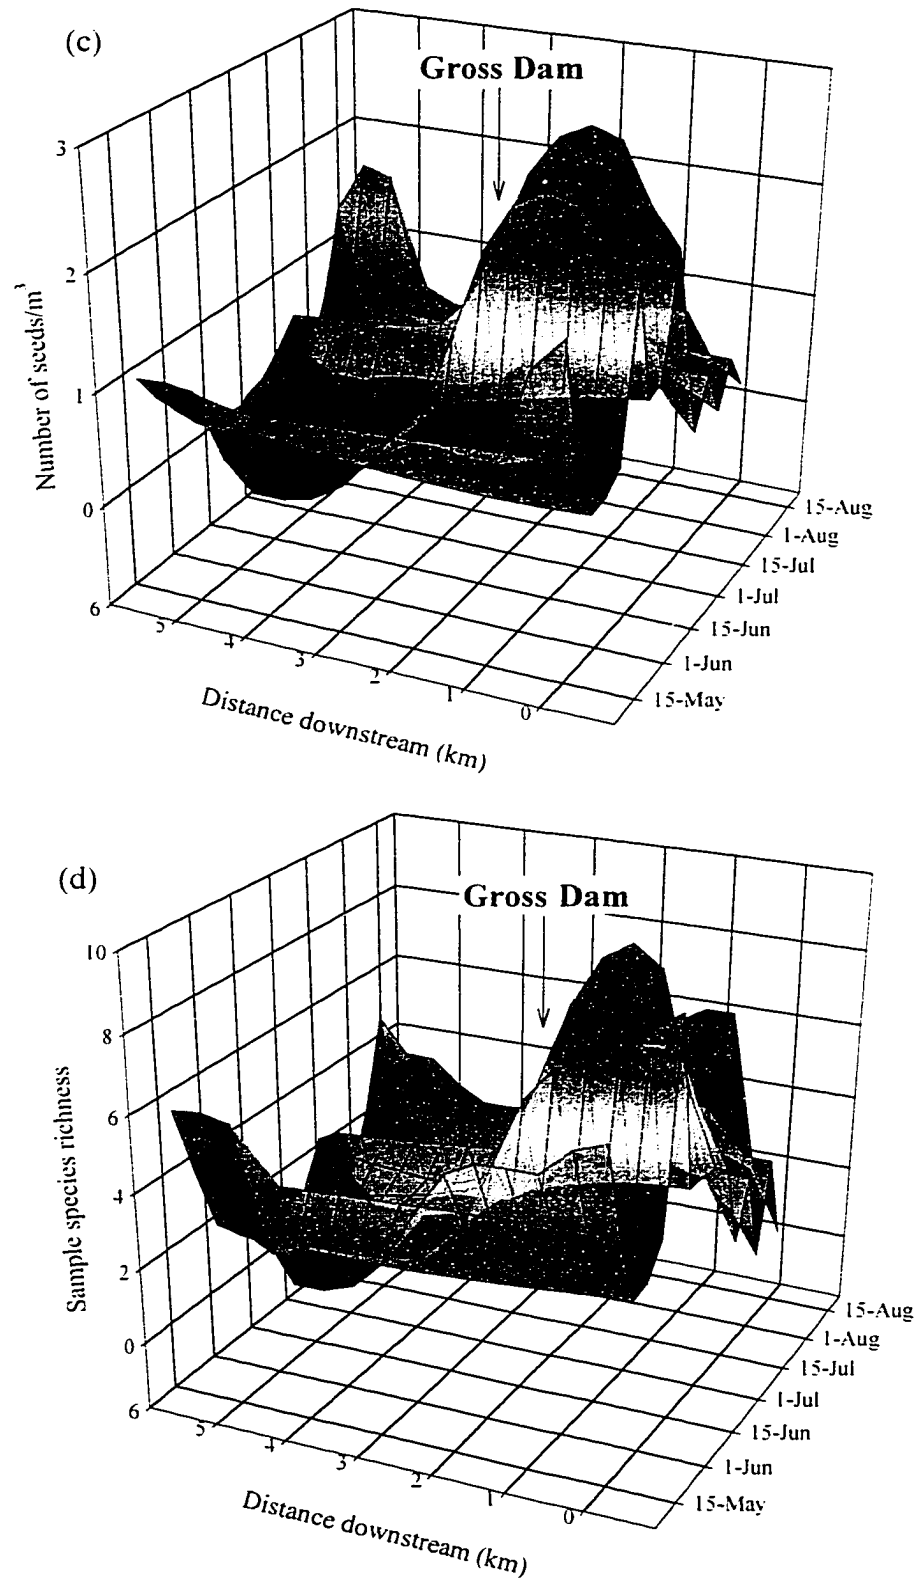 (c)
Gross Dam
3
2
1
0
Number of seeds/m³
6
5
4
3
2
1
0
Distance downstream (km)
15-Aug
1-Aug
15-Jul
1-Jul
15-Jun
1-Jun
15-May
(d)
Gross Dam
10
8
6
4
2
0
Sample species richness
6
5
4
3
2
1
0
Distance downstream (km)
15-Aug
1-Aug
15-Jul
1-Jul
15-Jun
1-Jun
15-May